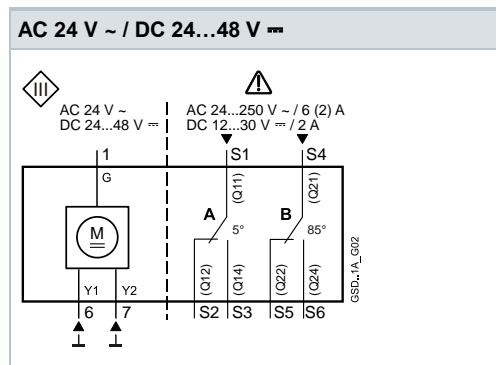 AC 24 V ~ / DC 24...48 V ⎓
III
AC 24 V ~
DC 24...48 V ⎓
AC 24...250 V ~ / 6 (2) A
DC 12...30 V ⎓ / 2 A
1
S1
S4
G
(Q11)
(Q21)
M
A
5°
B
85°
(Q12)
(Q14)
(Q22)
(Q24)
Y1
Y2
6
7
S2
S3
S5
S6
GSD..1A_G02